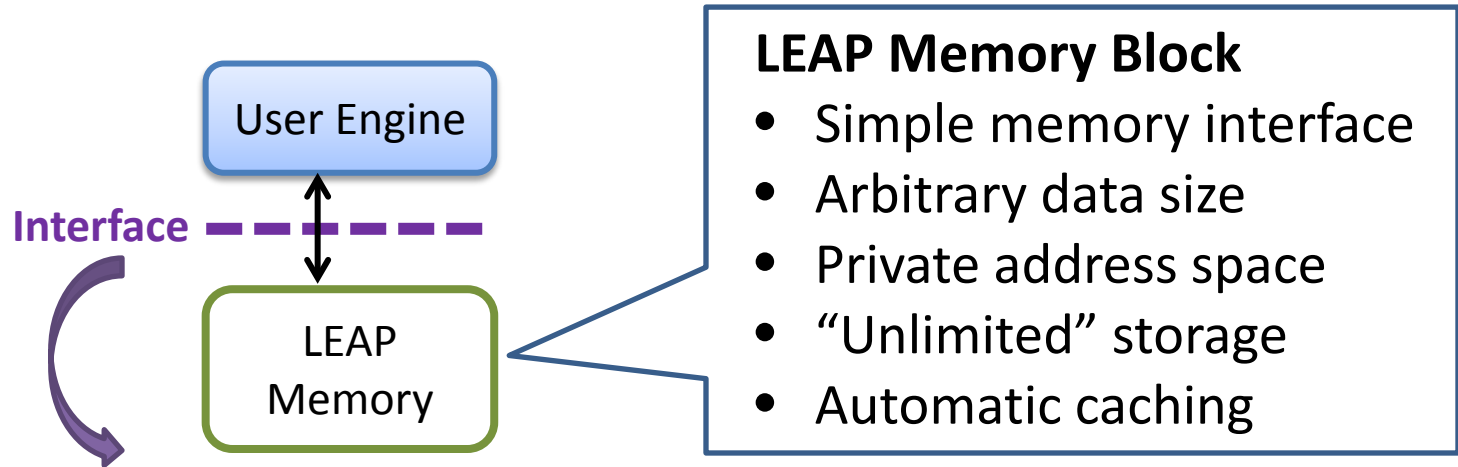 User Engine
Interface
LEAP
Memory
LEAP Memory Block
• Simple memory interface
• Arbitrary data size
• Private address space
• “Unlimited” storage
• Automatic caching